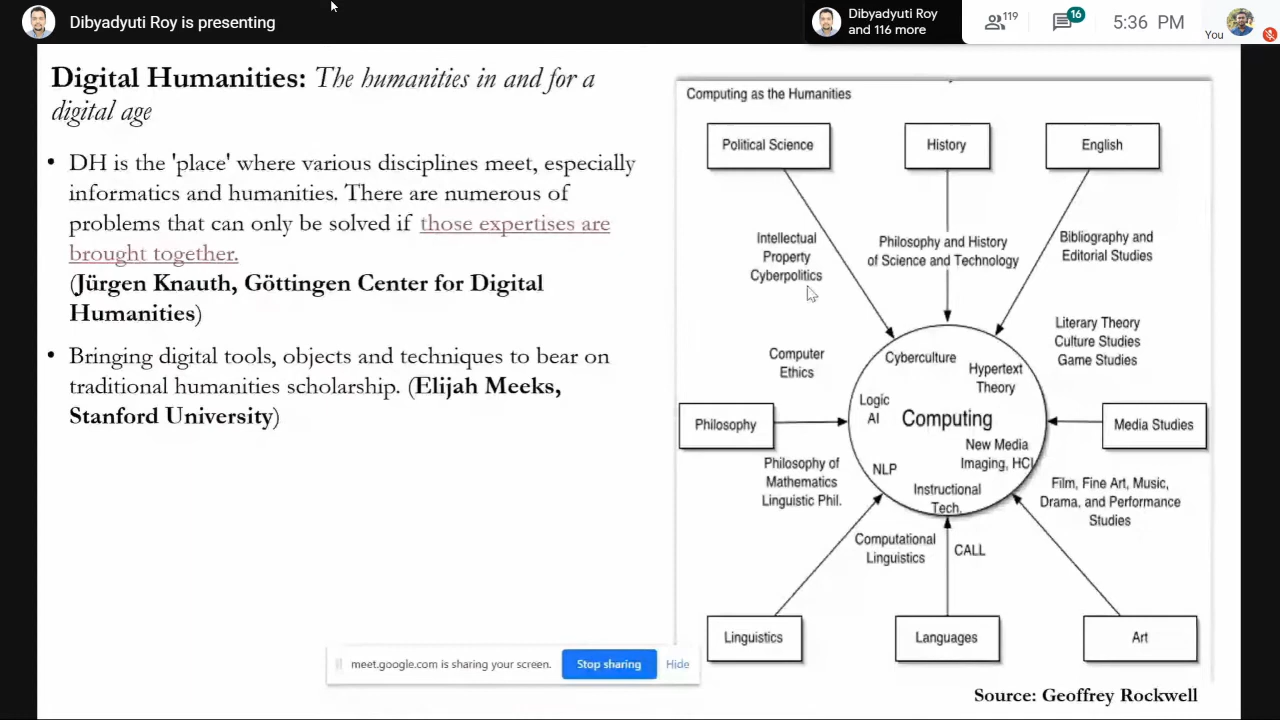 Dibyadyuti Roy is presenting
Dibyadyuti Roy
and 116 more
119
16
5:36 PM
You
Digital Humanities: The humanities in and for a
digital age
• DH is the 'place' where various disciplines meet, especially
informatics and humanities. There are numerous of
problems that can only be solved if those expertises are
brought together.
(Jürgen Knauth, Göttingen Center for Digital
Humanities)
• Bringing digital tools, objects and techniques to bear on
traditional humanities scholarship. (Elijah Meeks,
Stanford University)
Computing as the Humanities
Political Science
History
English
Intellectual
Property
Cyberpolitics
Philosophy and History
of Science and Technology
Bibliography and
Editorial Studies
Computer
Ethics
Literary Theory
Culture Studies
Game Studies
Cyberculture
Hypertext
Theory
Logic
AI
Computing
New Media
Imaging, HCI
NLP
Instructional
Tech.
Philosophy
Media Studies
Philosophy of
Mathematics
Linguistic Phil.
Film, Fine Art, Music,
Drama, and Performance
Studies
Computational
Linguistics
CALL
Linguistics
Languages
Art
meet.google.com is sharing your screen.
Stop sharing
Hide
Source: Geoffrey Rockwell